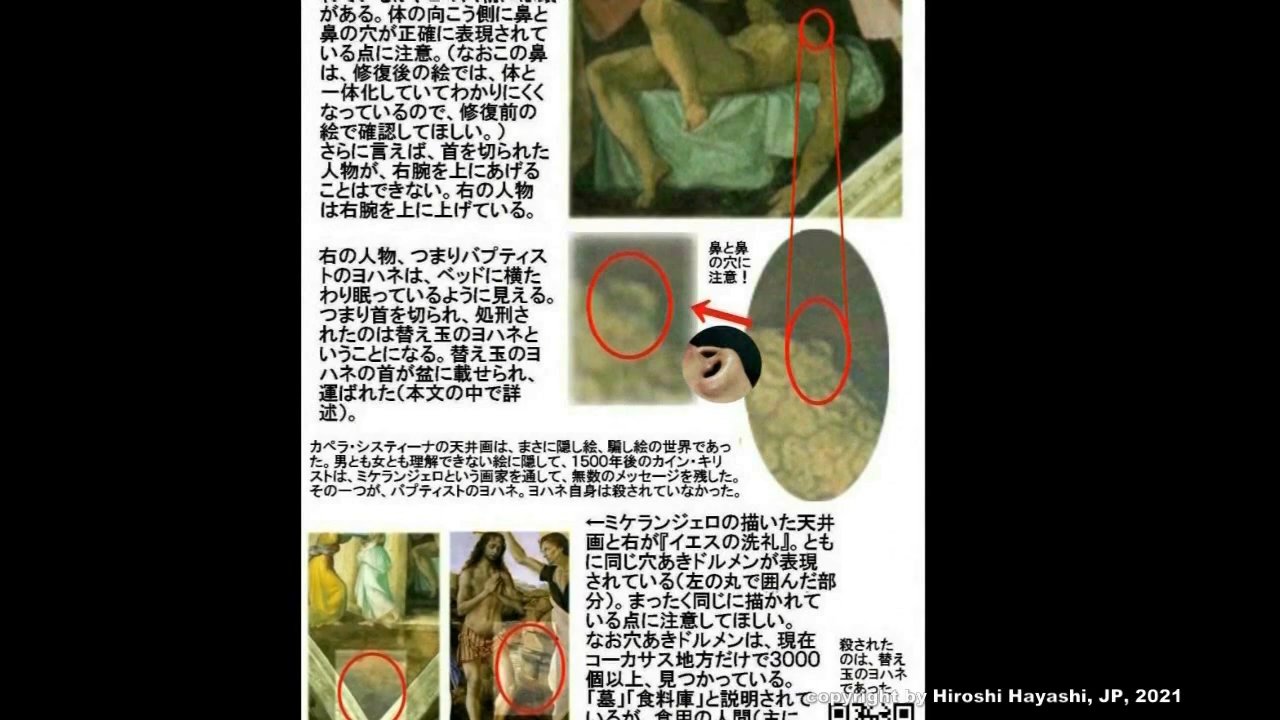 がある。体の向こう側に鼻と
鼻の穴が正確に表現されて
いる点に注意。(なおこの鼻
は、修復後の絵では、体と
一体化していてわかりにくく
なっているので、修復前の
絵で確認してほしい。)
さらに言えば、首を切られた
人物が、右腕を上にあげる
ことはできない。右の人物
は右腕を上に上げている。
右の人物、つまりバプティス
トのヨハネは、ベッドに横た
わり眠っているように見える。
つまり首を切られ、処刑さ
れたのは替え玉のヨハネと
いうことになる。替え玉のヨ
ハネの首が盆に載せられ、
運ばれた(本文の中で詳
述)。
鼻と鼻
の穴に
注意!
カペラ・システィーナの天井画は、まさに隠し絵、騙し絵の世界であっ
た。男とも女とも理解できない絵に隠して、1500年後のカイン・キリ
ストは、ミケランジェロという画家を通して、無数のメッセージを残した。
その一つが、バプティストのヨハネ。ヨハネ自身は殺されていなかった。
←ミケランジェロの描いた天井
画と右が『イエスの洗礼』。とも
に同じ穴あきドルメンが表現
されている(左の丸で囲んだ部
分)。まったく同じに描かれて
いる点に注意してほしい。
なお穴あきドルメンは、現在
コーカサス地方だけで3000
個以上、見つかっている。
「墓」「食料庫」と説明されて
いるが、食用の人間(主に
殺された
のは、替え
玉のヨハネ
であった
copyright by Hiroshi Hayashi, JP, 2021